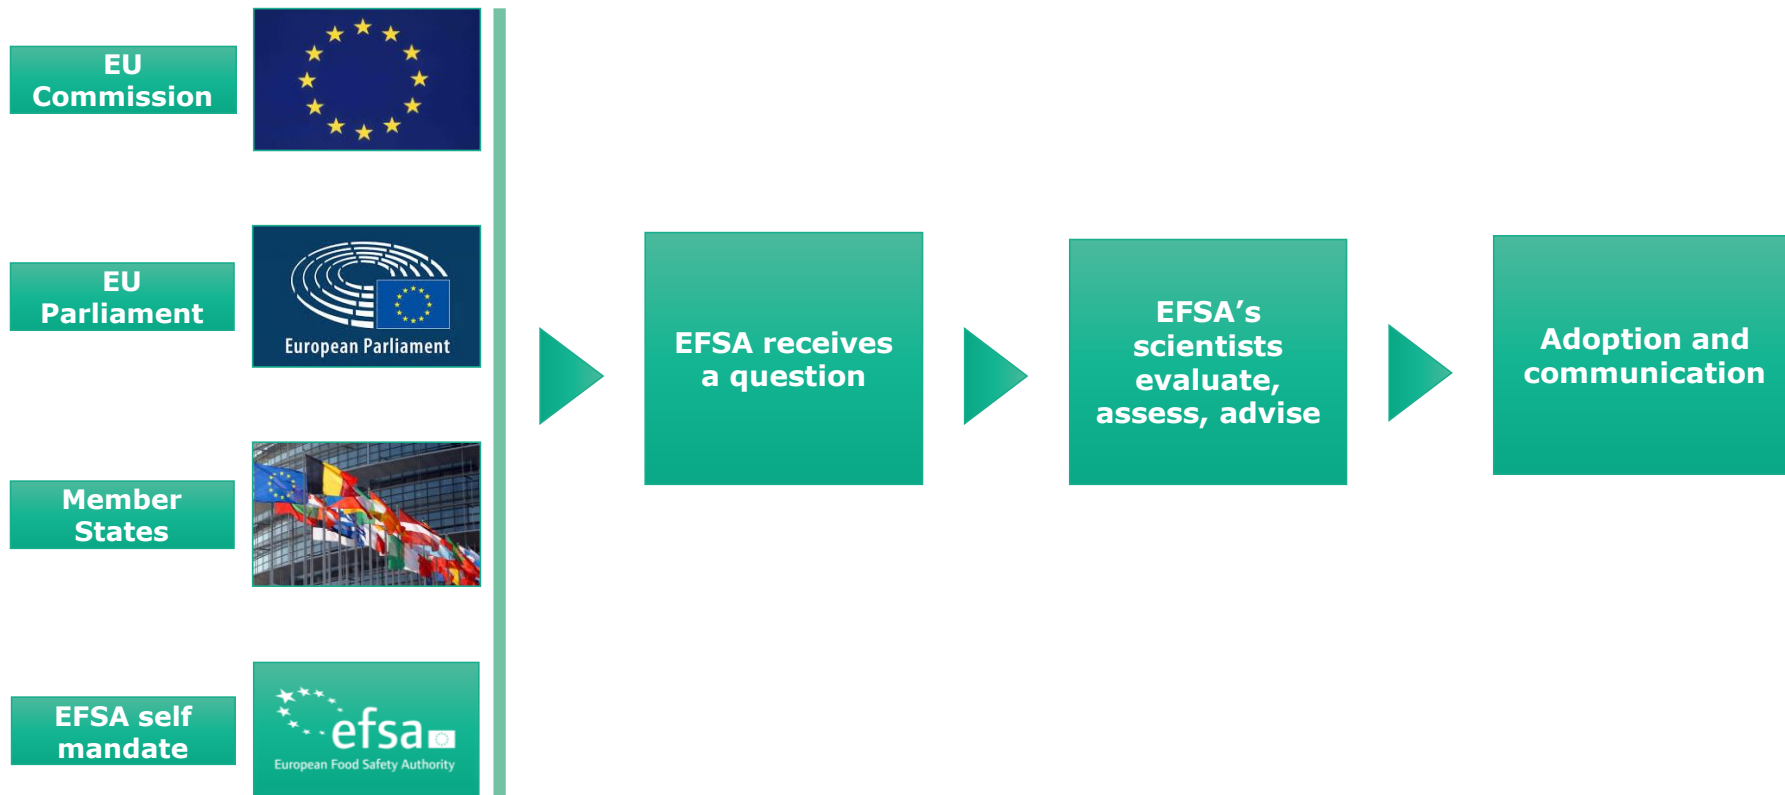 EU
Commission
EU
Parliament
European Parliament
Member
States
EFSA self
mandate
efsa
European Food Safety Authority
EFSA receives
a question
EFSA’s
scientists
evaluate,
assess, advise
Adoption and
communication